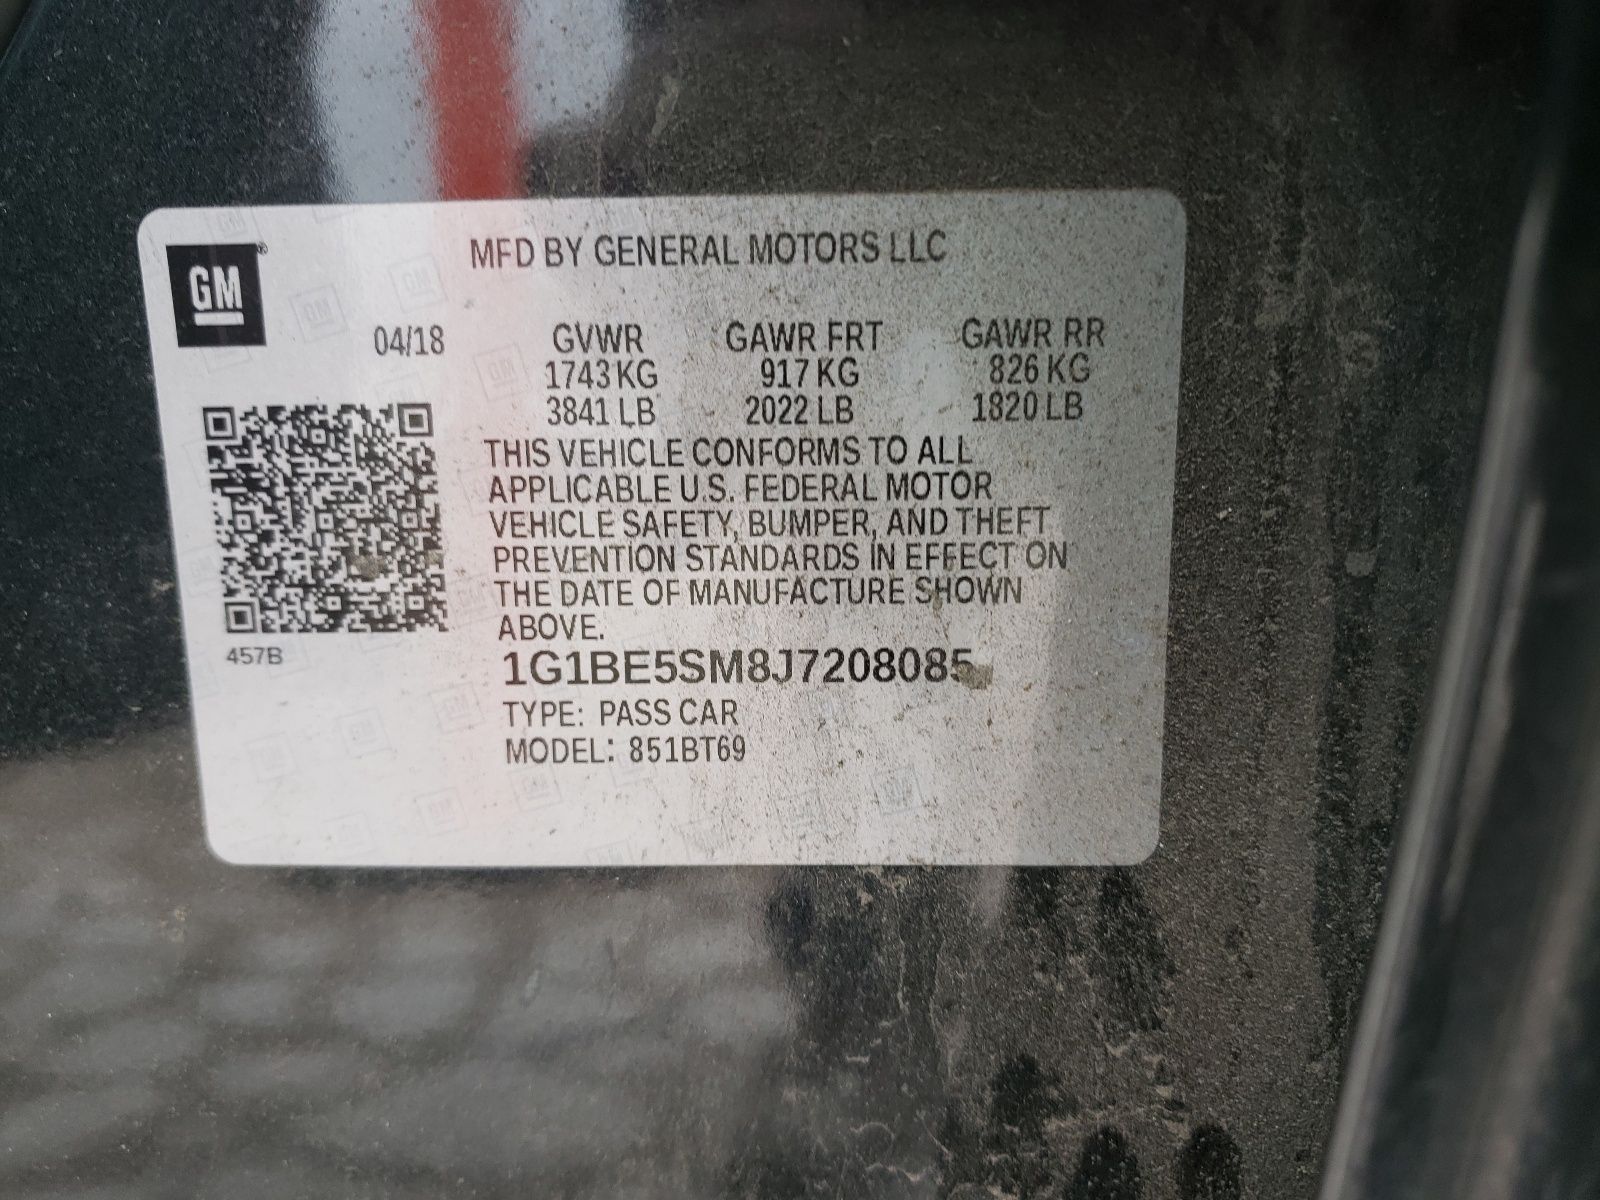 GM
MFD BY GENERAL MOTORS LLC
04/18 GVWR GAWR FRT GAWR RR
1743 KG 917 KG 826 KG
3841 LB 2022 LB 1820 LB
THIS VEHICLE CONFORMS TO ALL
APPLICABLE U.S. FEDERAL MOTOR
VEHICLE SAFETY, BUMPER, AND THEFT
PREVENTION STANDARDS IN EFFECT ON
THE DATE OF MANUFACTURE SHOWN
ABOVE.
457B
1G1BE5SM8J7208085
TYPE: PASS CAR
MODEL: 851BT69